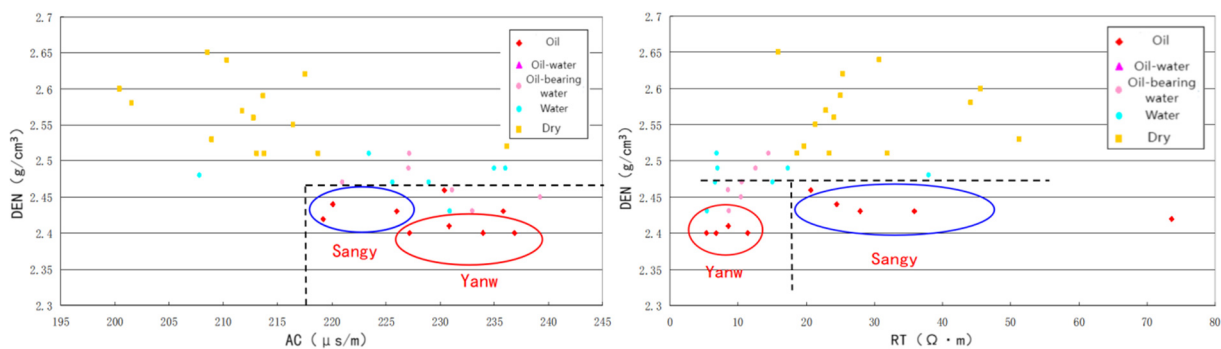 2.7
2.65
2.6
2.55
2.5
2.45
2.4
2.35
2.3
DEN (g/cm³)
195 200 205 210 215 220 225 230 235 240 245
AC (μs/m)
Oil
Oil-water
Oil-bearing
water
Water
Dry
Sangy
Yanw
2.7
2.65
2.6
2.55
2.5
2.45
2.4
2.35
2.3
DEN (g/cm³)
0 10 20 30 40 50 60 70 80
RT (Ω·m)
Oil
Oil-water
Oil-bearing
water
Water
Dry
Yanw
Sangy